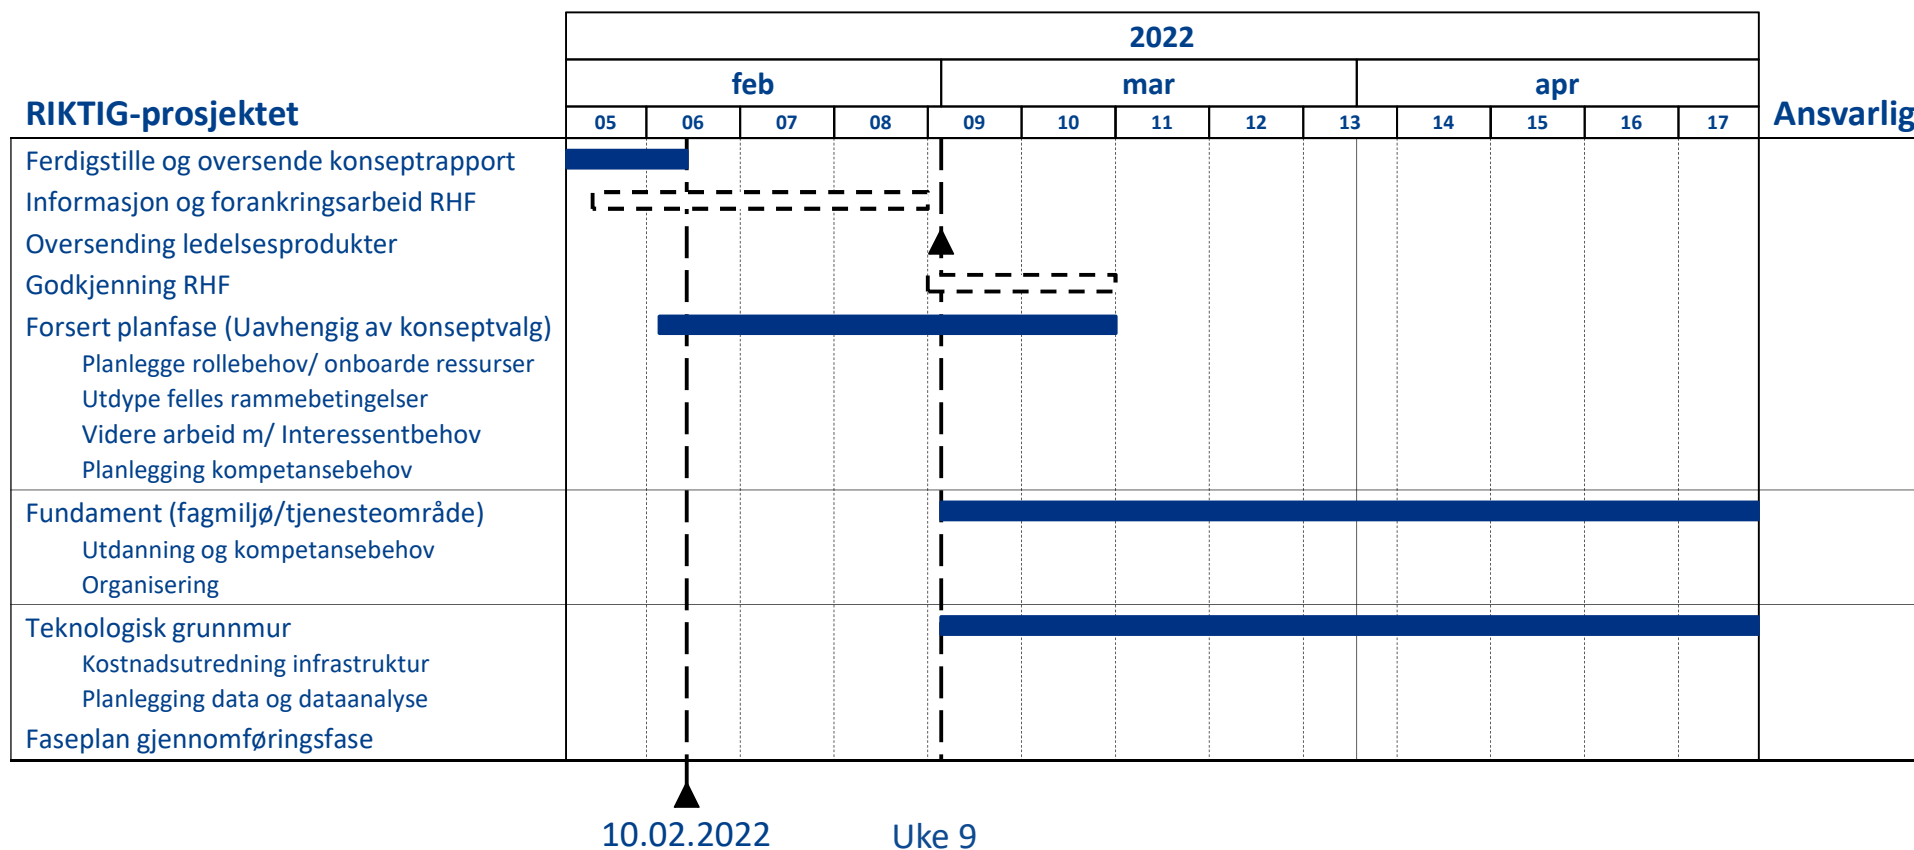 2022
feb mar apr
RIKTIG-prosjektet Ansvarlig
05 06 07 08 09 10 11 12 13 14 15 16 17
Ferdigstille og oversende konseptrapport
Informasjon og forankringsarbeid RHF
Oversending ledelsesprodukter
Godkjenning RHF
Forsert planfase (Uavhengig av konseptvalg)
Planlegge rollebehov/ onboarde ressurser
Utdype felles rammebetingelser
Videre arbeid m/ Interessentbehov
Planlegging kompetansebehov
Fundament (fagmiljø/tjenesteområde)
Utdanning og kompetansebehov
Organisering
Teknologisk grunnmur
Kostnadsutredning infrastruktur
Planlegging data og dataanalyse
Faseplan gjennomføringsfase
10.02.2022 Uke 9